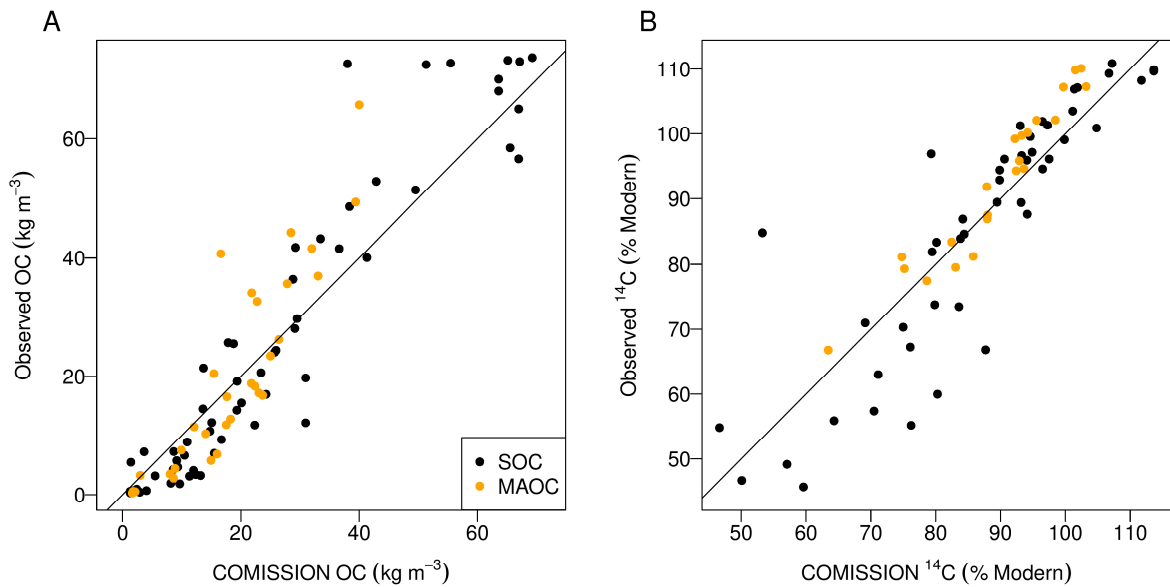 A
B
Observed OC (kg m⁻³)
60
40
20
0
0
20
40
60
COMISSION OC (kg m⁻³)
SOC
MAOC
Observed ¹⁴C (% Modern)
110
100
90
80
70
60
50
50
60
70
80
90
100
110
COMISSION ¹⁴C (% Modern)